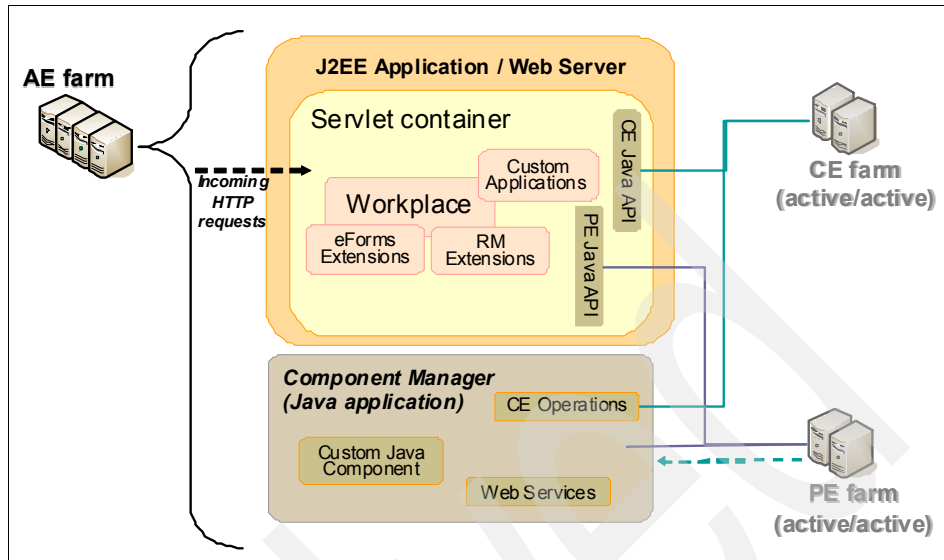 AE farm
J2EE Application / Web Server
Servlet container
CE Java API
Custom
Applications
Incoming
HTTP
requests
Workplace
eForms
Extensions
RM
Extensions
PE Java API
CE farm
(active/active)
Component Manager
(Java application)
CE Operations
Custom Java
Component
Web Services
PE farm
(active/active)